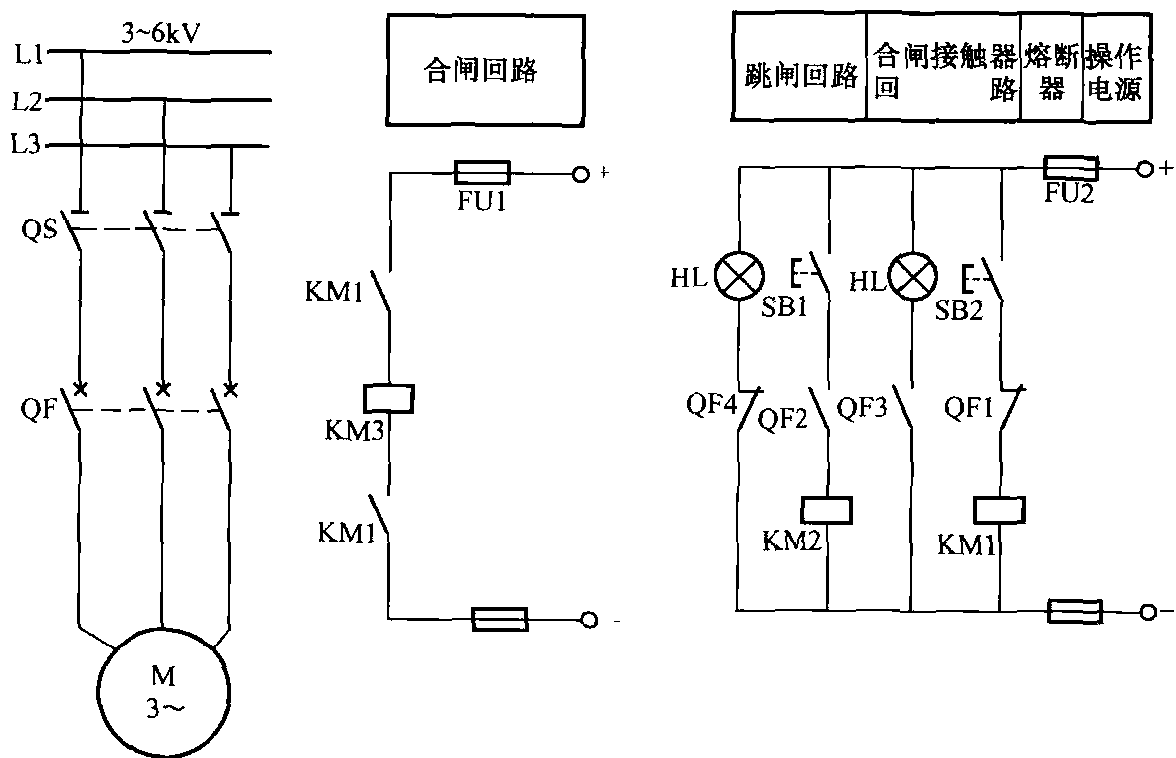 3~6kV
L1
L2
L3
QS
QF
M
3～
合闸回路
FU1
+
KM1
KM3
KM1
-
跳闸回路
合闸接触器
回 路
熔断
器
操作
电源
FU2
+
HL
SB1
HL
SB2
QF4
QF2
QF3
QF1
KM2
KM1
−